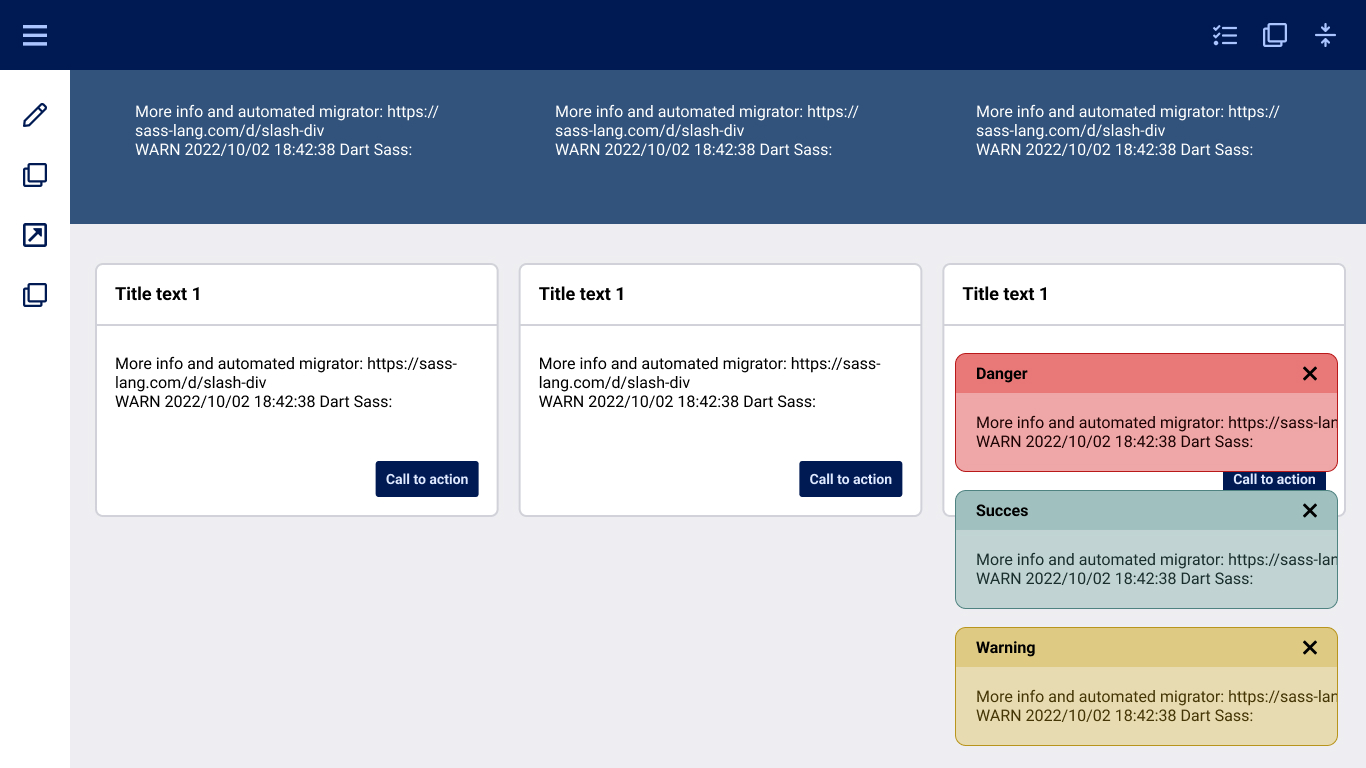 More info and automated migrator: https://
sass-lang.com/d/slash-div
WARN 2022/10/02 18:42:38 Dart Sass:
More info and automated migrator: https://
sass-lang.com/d/slash-div
WARN 2022/10/02 18:42:38 Dart Sass:
More info and automated migrator: https://
sass-lang.com/d/slash-div
WARN 2022/10/02 18:42:38 Dart Sass:
Title text 1
More info and automated migrator: https://sass-
lang.com/d/slash-div
WARN 2022/10/02 18:42:38 Dart Sass:
Call to action
Title text 1
More info and automated migrator: https://sass-
lang.com/d/slash-div
WARN 2022/10/02 18:42:38 Dart Sass:
Call to action
Title text 1
Danger
More info and automated migrator: https://sass-lan
WARN 2022/10/02 18:42:38 Dart Sass:
Call to action
Succes
More info and automated migrator: https://sass-lan
WARN 2022/10/02 18:42:38 Dart Sass:
Warning
More info and automated migrator: https://sass-lan
WARN 2022/10/02 18:42:38 Dart Sass: